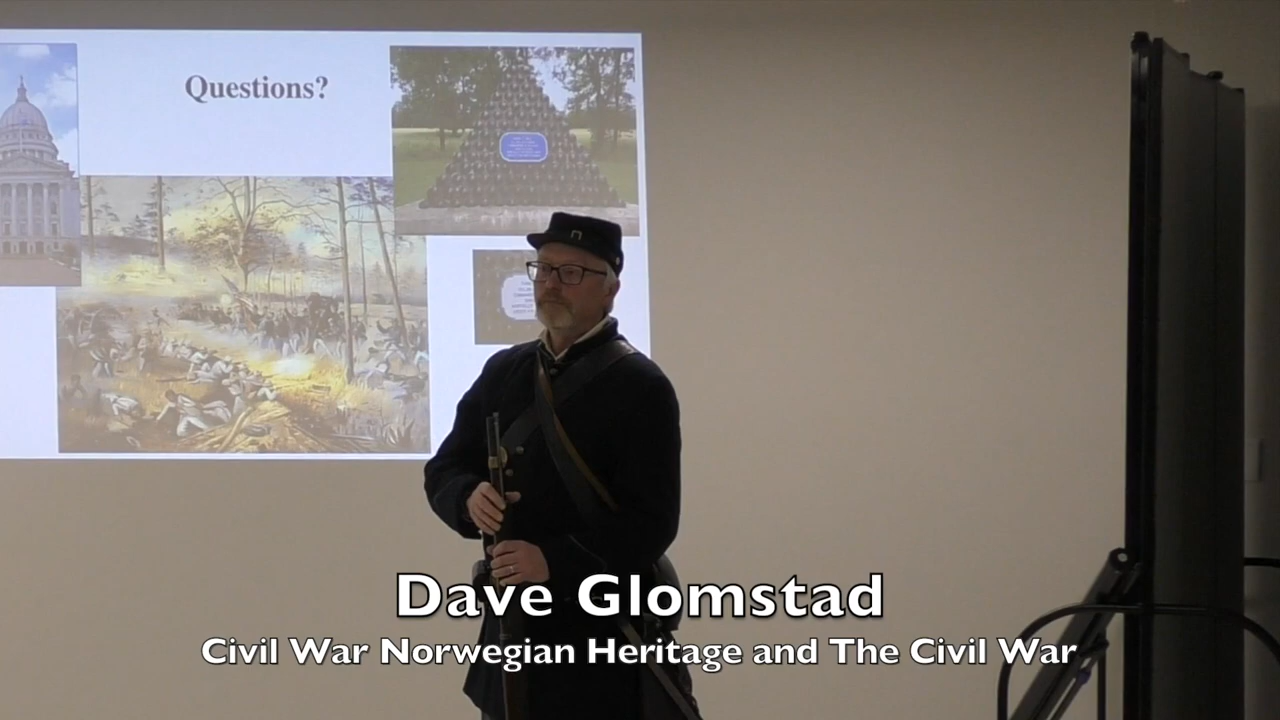 Questions?
Dave Glomstad
Civil War Norwegian Heritage and The Civil War